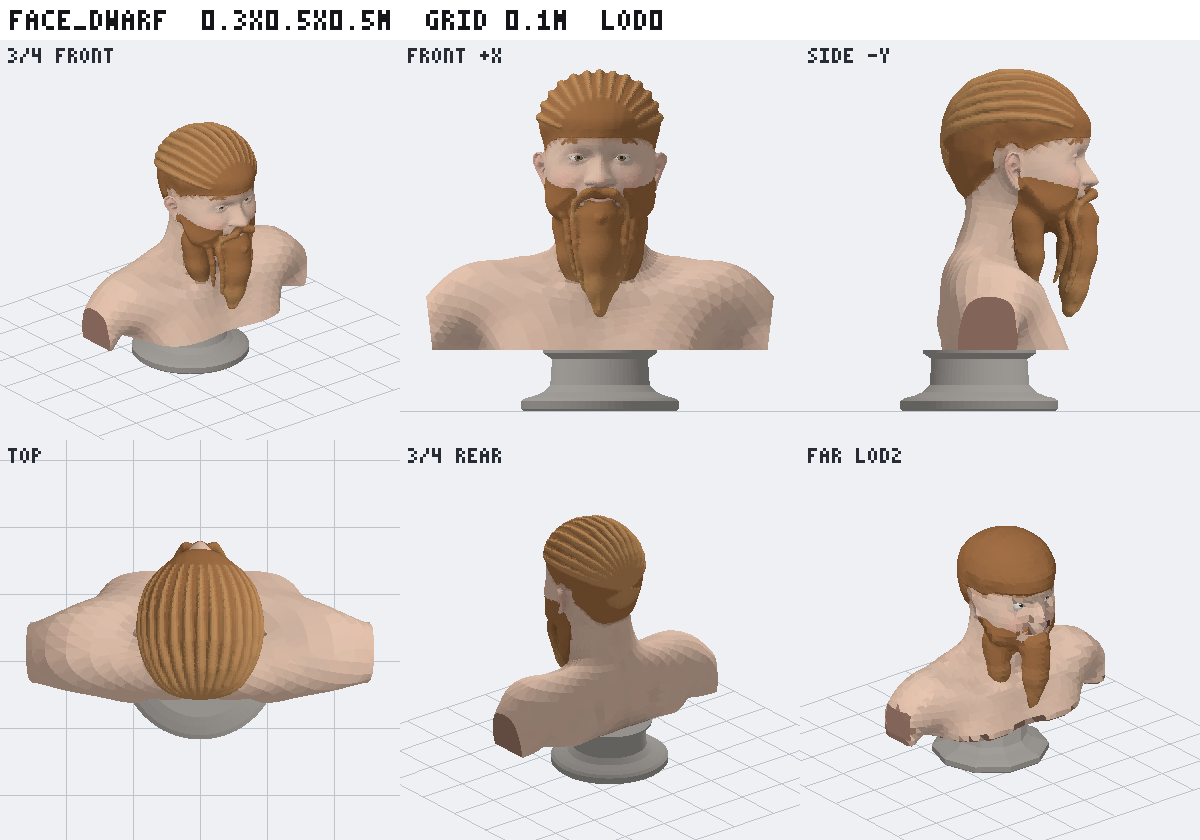 FACE_DWARF 0.3X0.5X0.5M GRID 0.1M LOD0
3/4 FRONT
FRONT +X
SIDE -Y
TOP
3/4 REAR
FAR LOD2